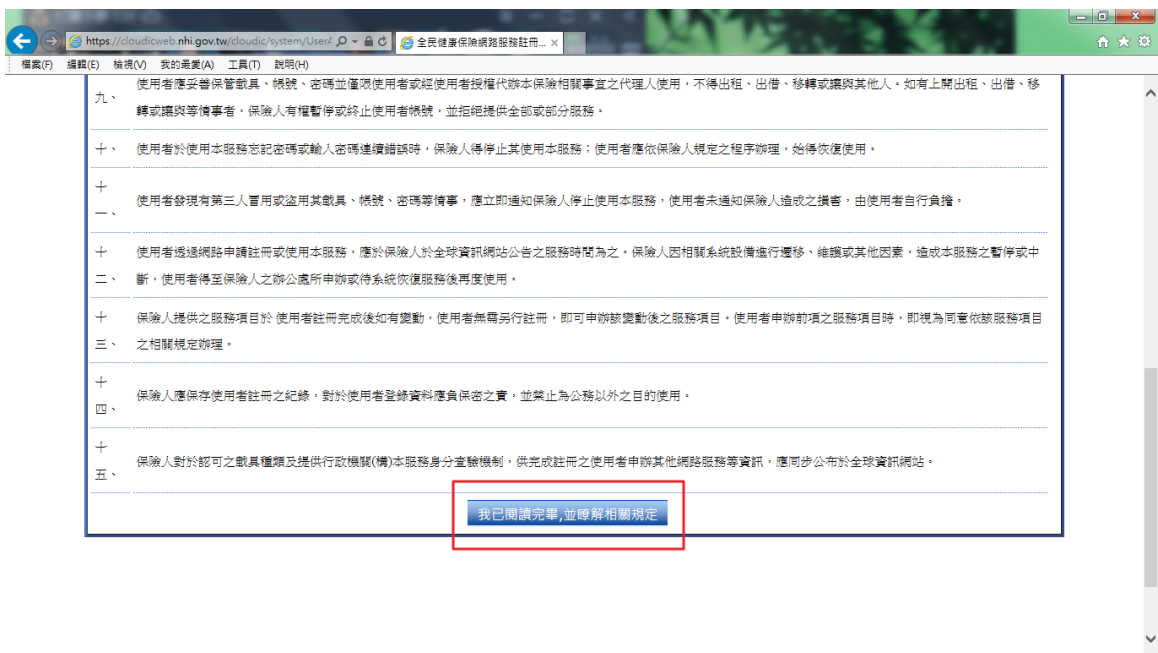 https://cloudicweb.nhi.gov.tw/cloudic/system/UserA
全民健康保險網路服務註冊...
檔案(F) 編輯(E) 檢視(V) 我的最愛(A) 工具(T) 說明(H)
九、
使用者應妥善保管載具、帳號、密碼並僅限使用者或經使用者授權代辦本保險相關事宜之代理人使用，不得出租、出借、移轉或讓與其他人。如有上開出租、出借、移
轉或讓與等情事者，保險人有權暫停或終止使用者帳號，並拒絕提供全部或部分服務。
十、 使用者於使用本服務忘記密碼或輸入密碼連續錯誤時，保險人得停止其使用本服務；使用者應依保險人規定之程序辦理，始得恢復使用。
十
一、
使用者發現有第三人冒用或盜用其載具、帳號、密碼等情事，應立即通知保險人停止使用本服務，使用者未通知保險人造成之損害，由使用者自行負擔。
十
二、
使用者透過網路申請註冊或使用本服務，應於保險人於全球資訊網站公告之服務時間為之。保險人因相關系統設備進行遷移、維護或其他因素，造成本服務之暫停或中
斷，使用者得至保險人之辦公處所申辦或待系統恢復服務後再度使用。
十
三、
保險人提供之服務項目於 使用者註冊完成後如有變動，使用者無需另行註冊，即可申辦該變動後之服務項目。使用者申辦前項之服務項目時，即視為同意依該服務項目
之相關規定辦理。
十
四、
保險人應保存使用者註冊之紀錄，對於使用者登錄資料應負保密之責，並禁止為公務以外之目的使用。
十
五、
保險人對於認可之載具種類及提供行政機關(構)本服務身分查驗機制，供完成註冊之使用者申辦其他網路服務等資訊，應同步公布於全球資訊網站。
我已閱讀完畢,並瞭解相關規定